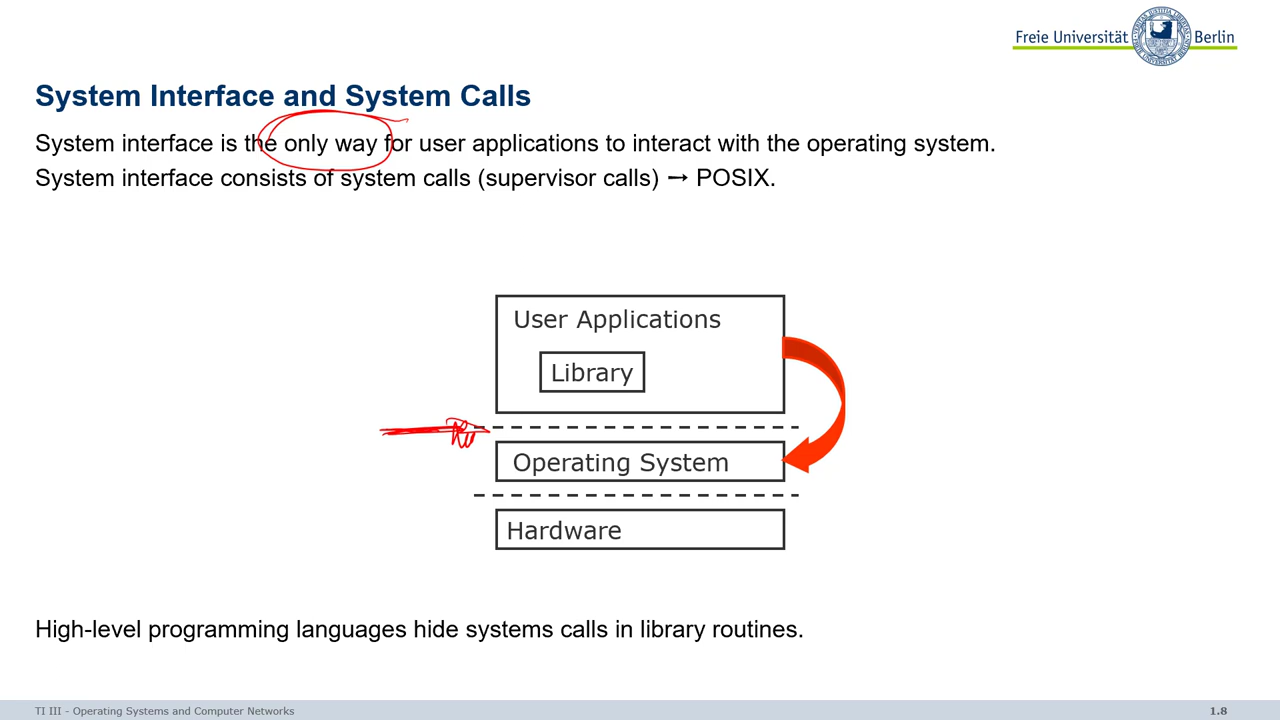 Freie Universität Berlin
System Interface and System Calls
System interface is the only way for user applications to interact with the operating system.
System interface consists of system calls (supervisor calls) → POSIX.
User Applications
Library
Operating System
Hardware
High-level programming languages hide systems calls in library routines.
TI III - Operating Systems and Computer Networks
1.8